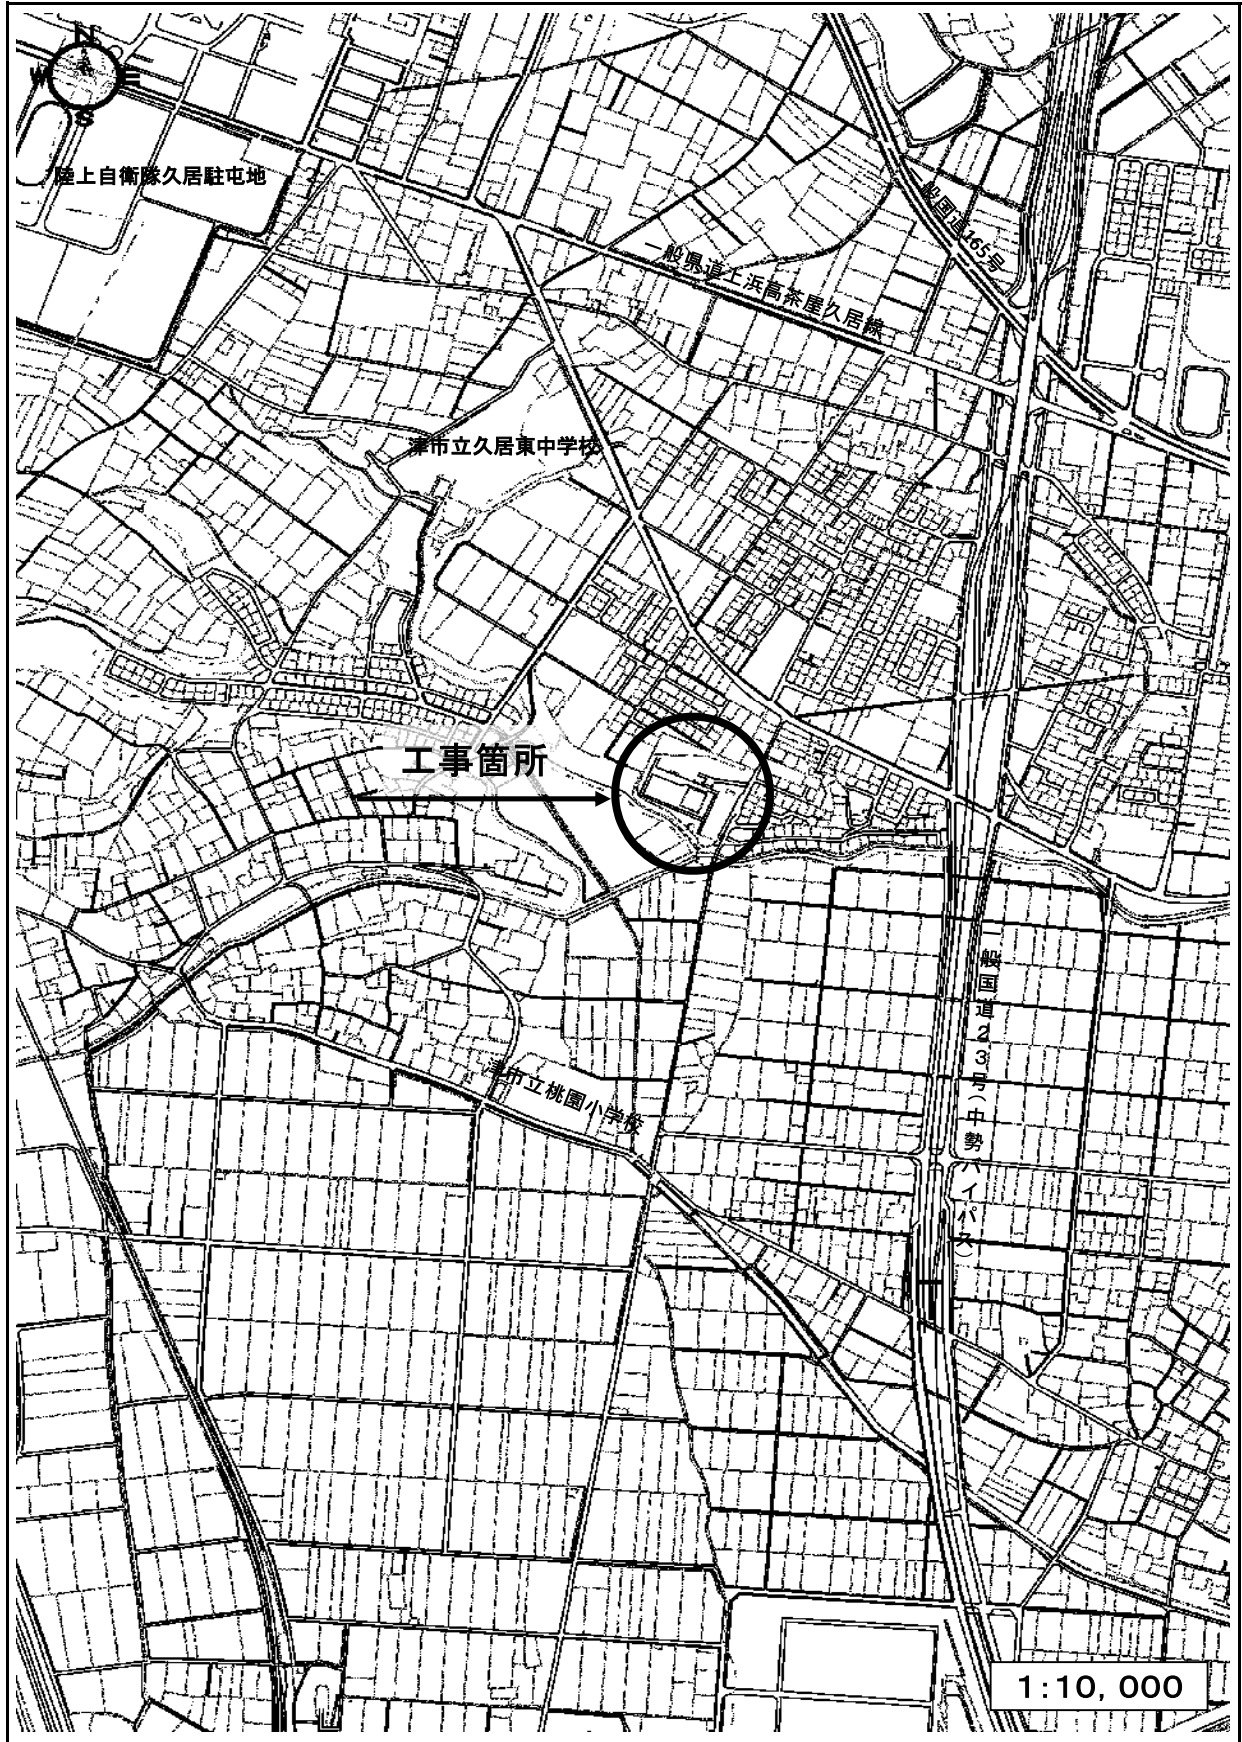 N
W E
S
陸上自衛隊久居駐屯地
一般国道165号
一般県道上浜高茶屋久居線
津市立久居東中学校
工事箇所
一般国道23号(中勢バイパス)
津市立桃園小学校
1:10,000